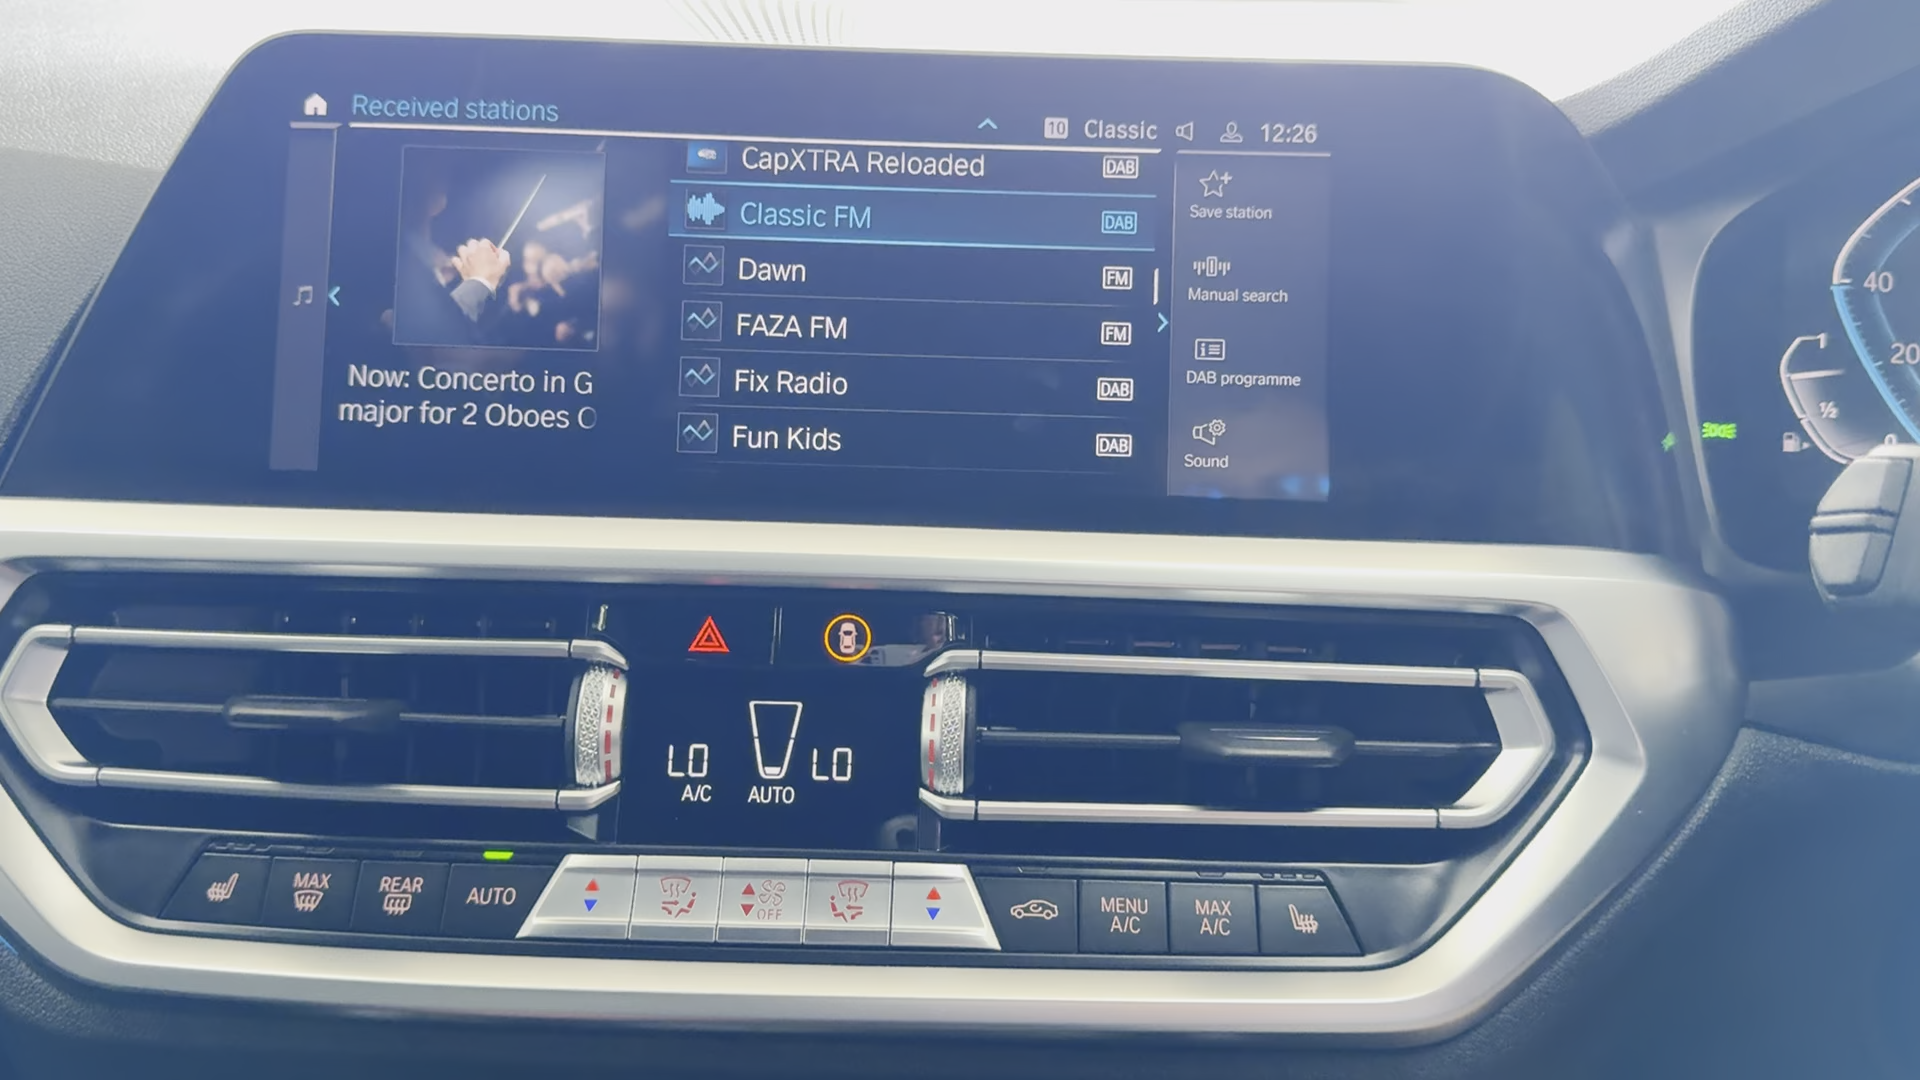 Received stations
10 Classic 12:26
CapXTRA Reloaded DAB
Classic FM DAB
Dawn FM
FAZA FM FM
Fix Radio DAB
Fun Kids DAB
Now: Concerto in G
major for 2 Oboes C
Save station
Manual search
DAB programme
Sound
40
20
1
½
0
LO LO
A/C AUTO
MAX
REAR
AUTO
OFF
MENU
A/C
MAX
A/C